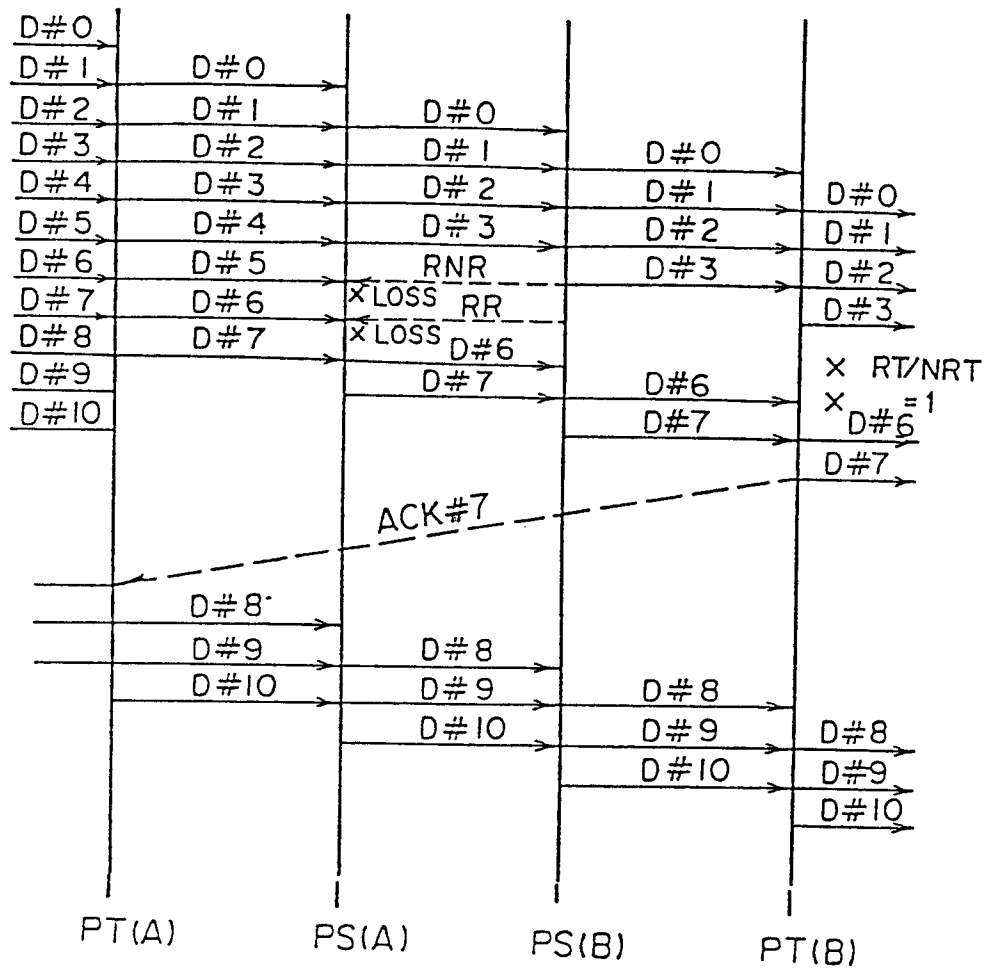 D#0
D#1 D#0
D#2 D#1 D#0
D#3 D#2 D#1 D#0
D#4 D#3 D#2 D#1 D#0
D#5 D#4 D#3 D#2 D#1
D#6 D#5 RNR D#3 D#2
D#7 D#6 ×LOSS RR D#3
D#8 D#7 ×LOSS D#6
D#9 D#7 D#6 × RT/NRT
D#10 × =1
D#7 D#6
D#7
ACK#7
D#8
D#9 D#8
D#10 D#9 D#8
D#10 D#9 D#8
D#10 D#9
D#10
PT(A) PS(A) PS(B) PT(B)